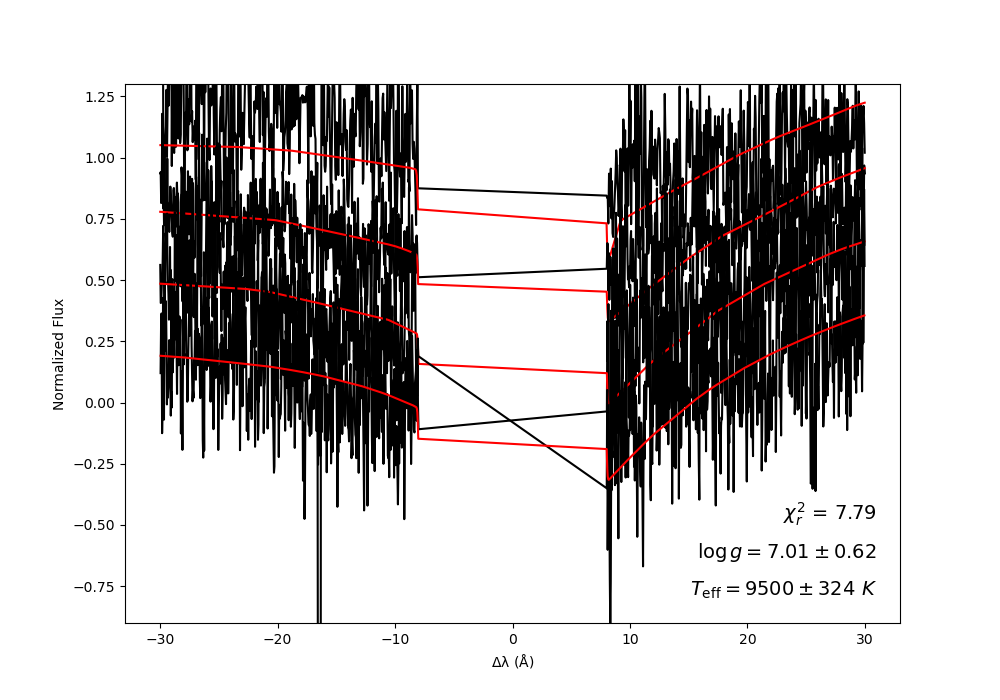 1.25
1.00
0.75
0.50
0.25
0.00
−0.25
−0.50
−0.75
Normalized Flux
χ²ᵣ = 7.79
log g = 7.01 ± 0.62
T_eff = 9500 ± 324 K
−30 −20 −10 0 10 20 30
Δλ (Å)